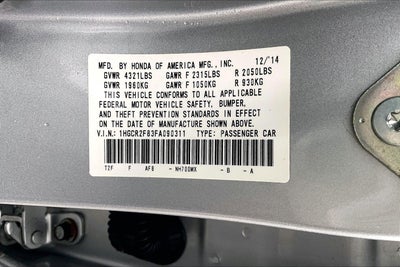 MFD. BY HONDA OF AMERICA MFG., INC. 12/'14
GVWR 4321LBS GAWR F 2315LBS R 2050LBS
GVWR 1960KG GAWR F 1050KG R 930KG
THIS VEHICLE CONFORMS TO ALL APPLICABLE
FEDERAL MOTOR VEHICLE SAFETY, BUMPER,
AND THEFT PREVENTION STANDARDS IN EFFECT
ON THE DATE OF MANUFACTURE SHOWN ABOVE.
V.I.N.: 1HGCR2F83FA090311 TYPE: PASSENGER CAR
T2F F AF8 - NH700MX - B - A